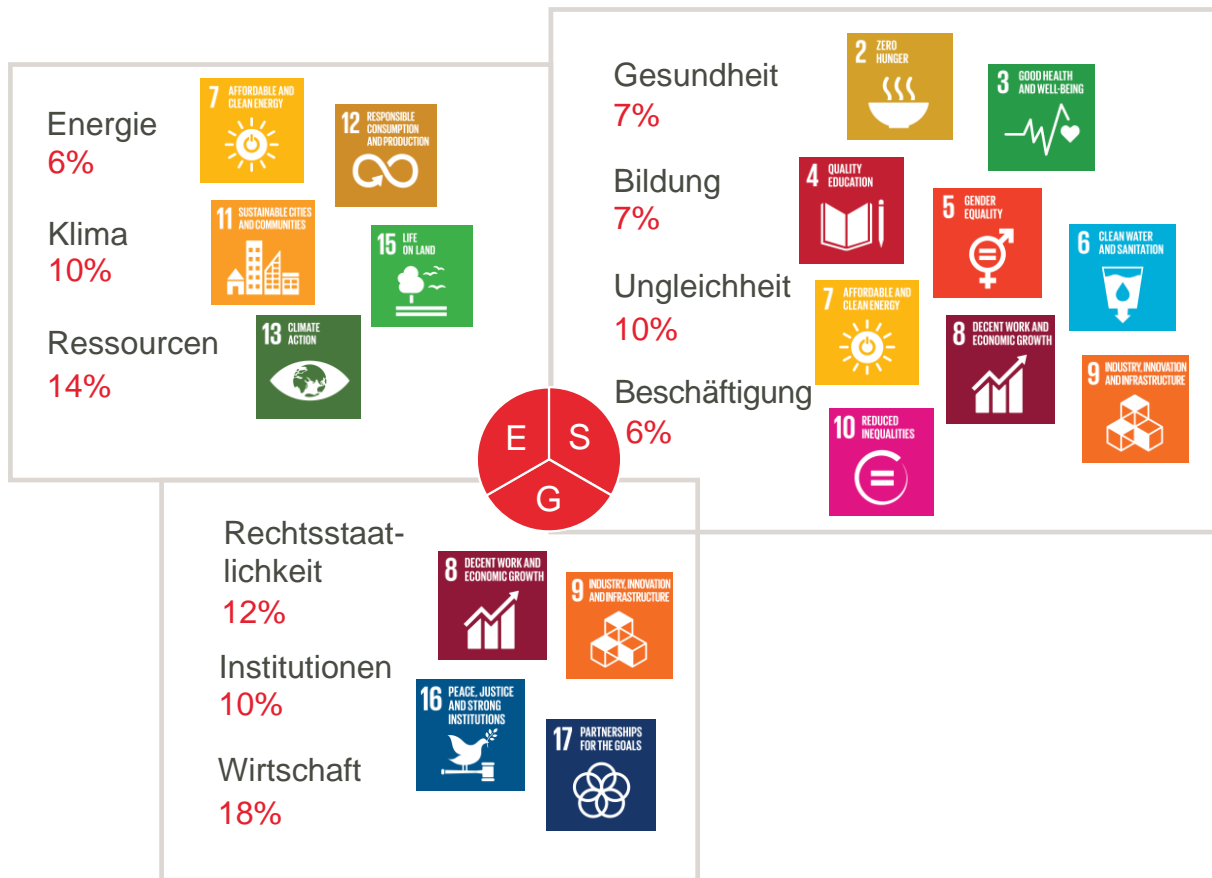 Energie
6%
Klima
10%
Ressourcen
14%
7 AFFORDABLE AND
CLEAN ENERGY
12 RESPONSIBLE
CONSUMPTION
AND PRODUCTION
11 SUSTAINABLE CITIES
AND COMMUNITIES
15 LIFE
ON LAND
13 CLIMATE
ACTION
Gesundheit
7%
Bildung
7%
Ungleichheit
10%
Beschäftigung
6%
2 ZERO
HUNGER
3 GOOD HEALTH
AND WELL-BEING
4 QUALITY
EDUCATION
5 GENDER
EQUALITY
6 CLEAN WATER
AND SANITATION
7 AFFORDABLE AND
CLEAN ENERGY
8 DECENT WORK AND
ECONOMIC GROWTH
9 INDUSTRY, INNOVATION
AND INFRASTRUCTURE
10 REDUCED
INEQUALITIES
E S
G
Rechtsstaat-
lichkeit
12%
Institutionen
10%
Wirtschaft
18%
8 DECENT WORK AND
ECONOMIC GROWTH
9 INDUSTRY, INNOVATION
AND INFRASTRUCTURE
16 PEACE, JUSTICE
AND STRONG
INSTITUTIONS
17 PARTNERSHIPS
FOR THE GOALS